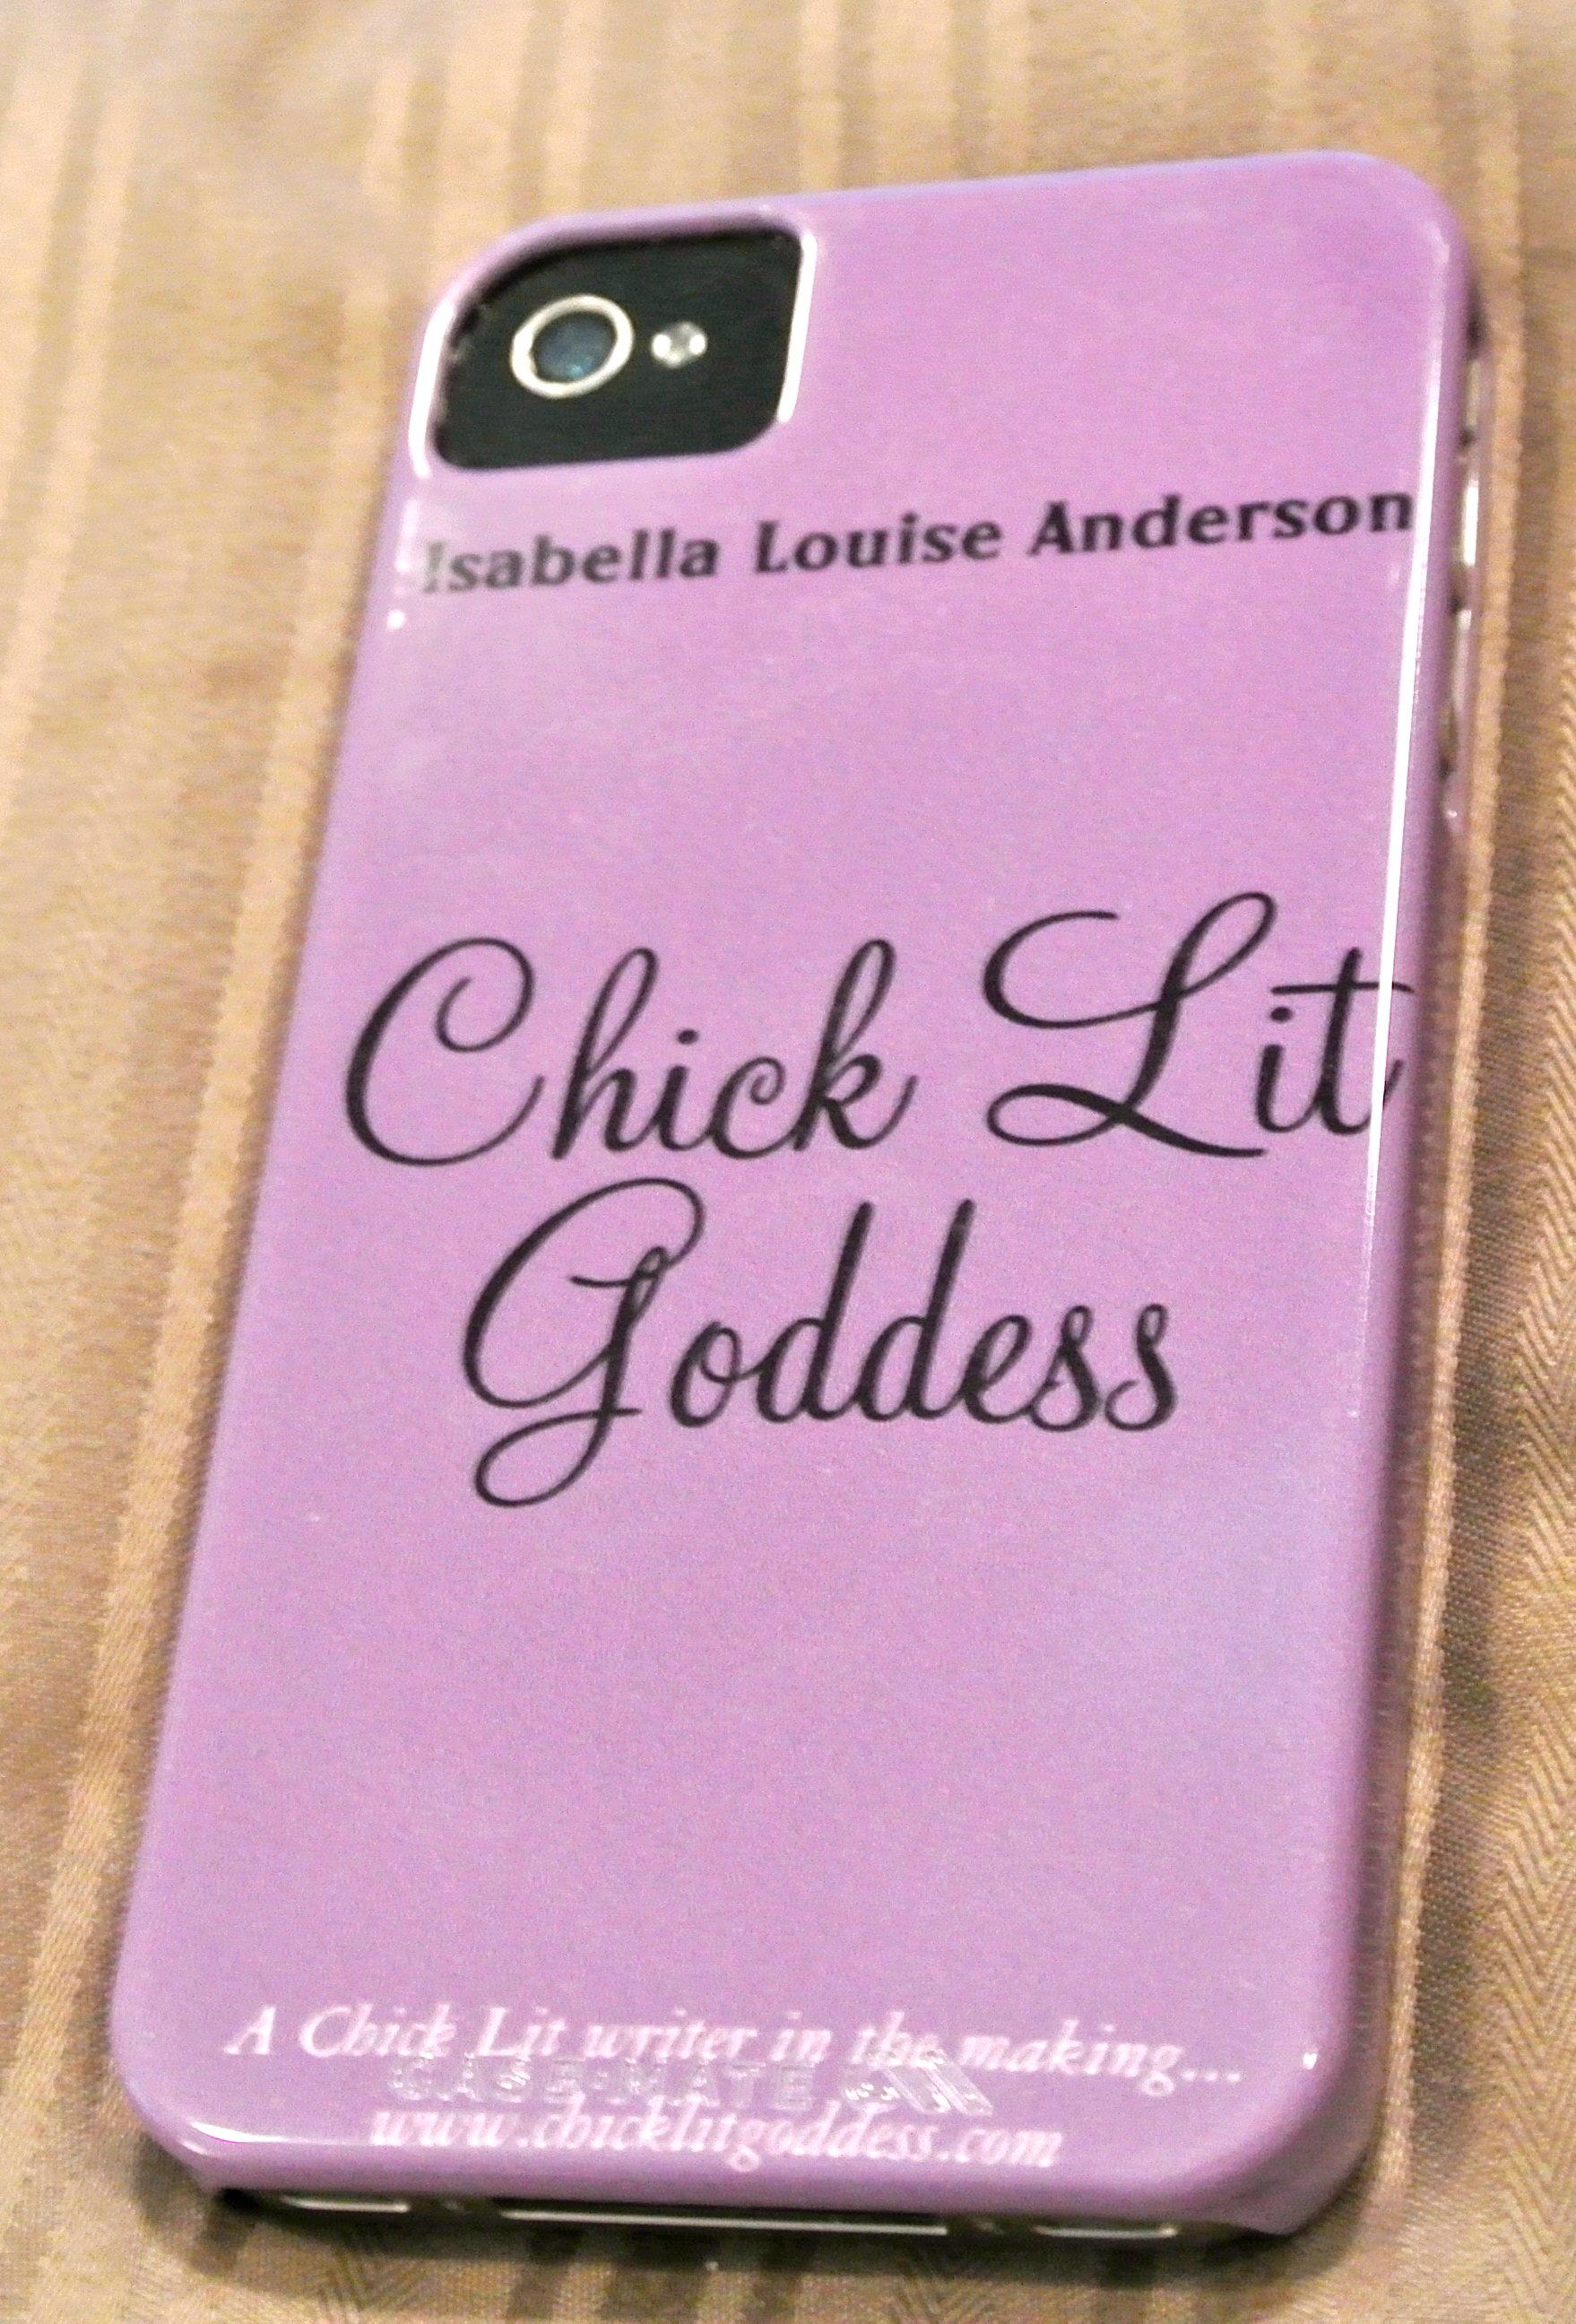 Isabella Louise Anderson
Chick Lit
Goddess
A Chick Lit writer in the making...
CASE-MATE
www.chicklitgoddess.com